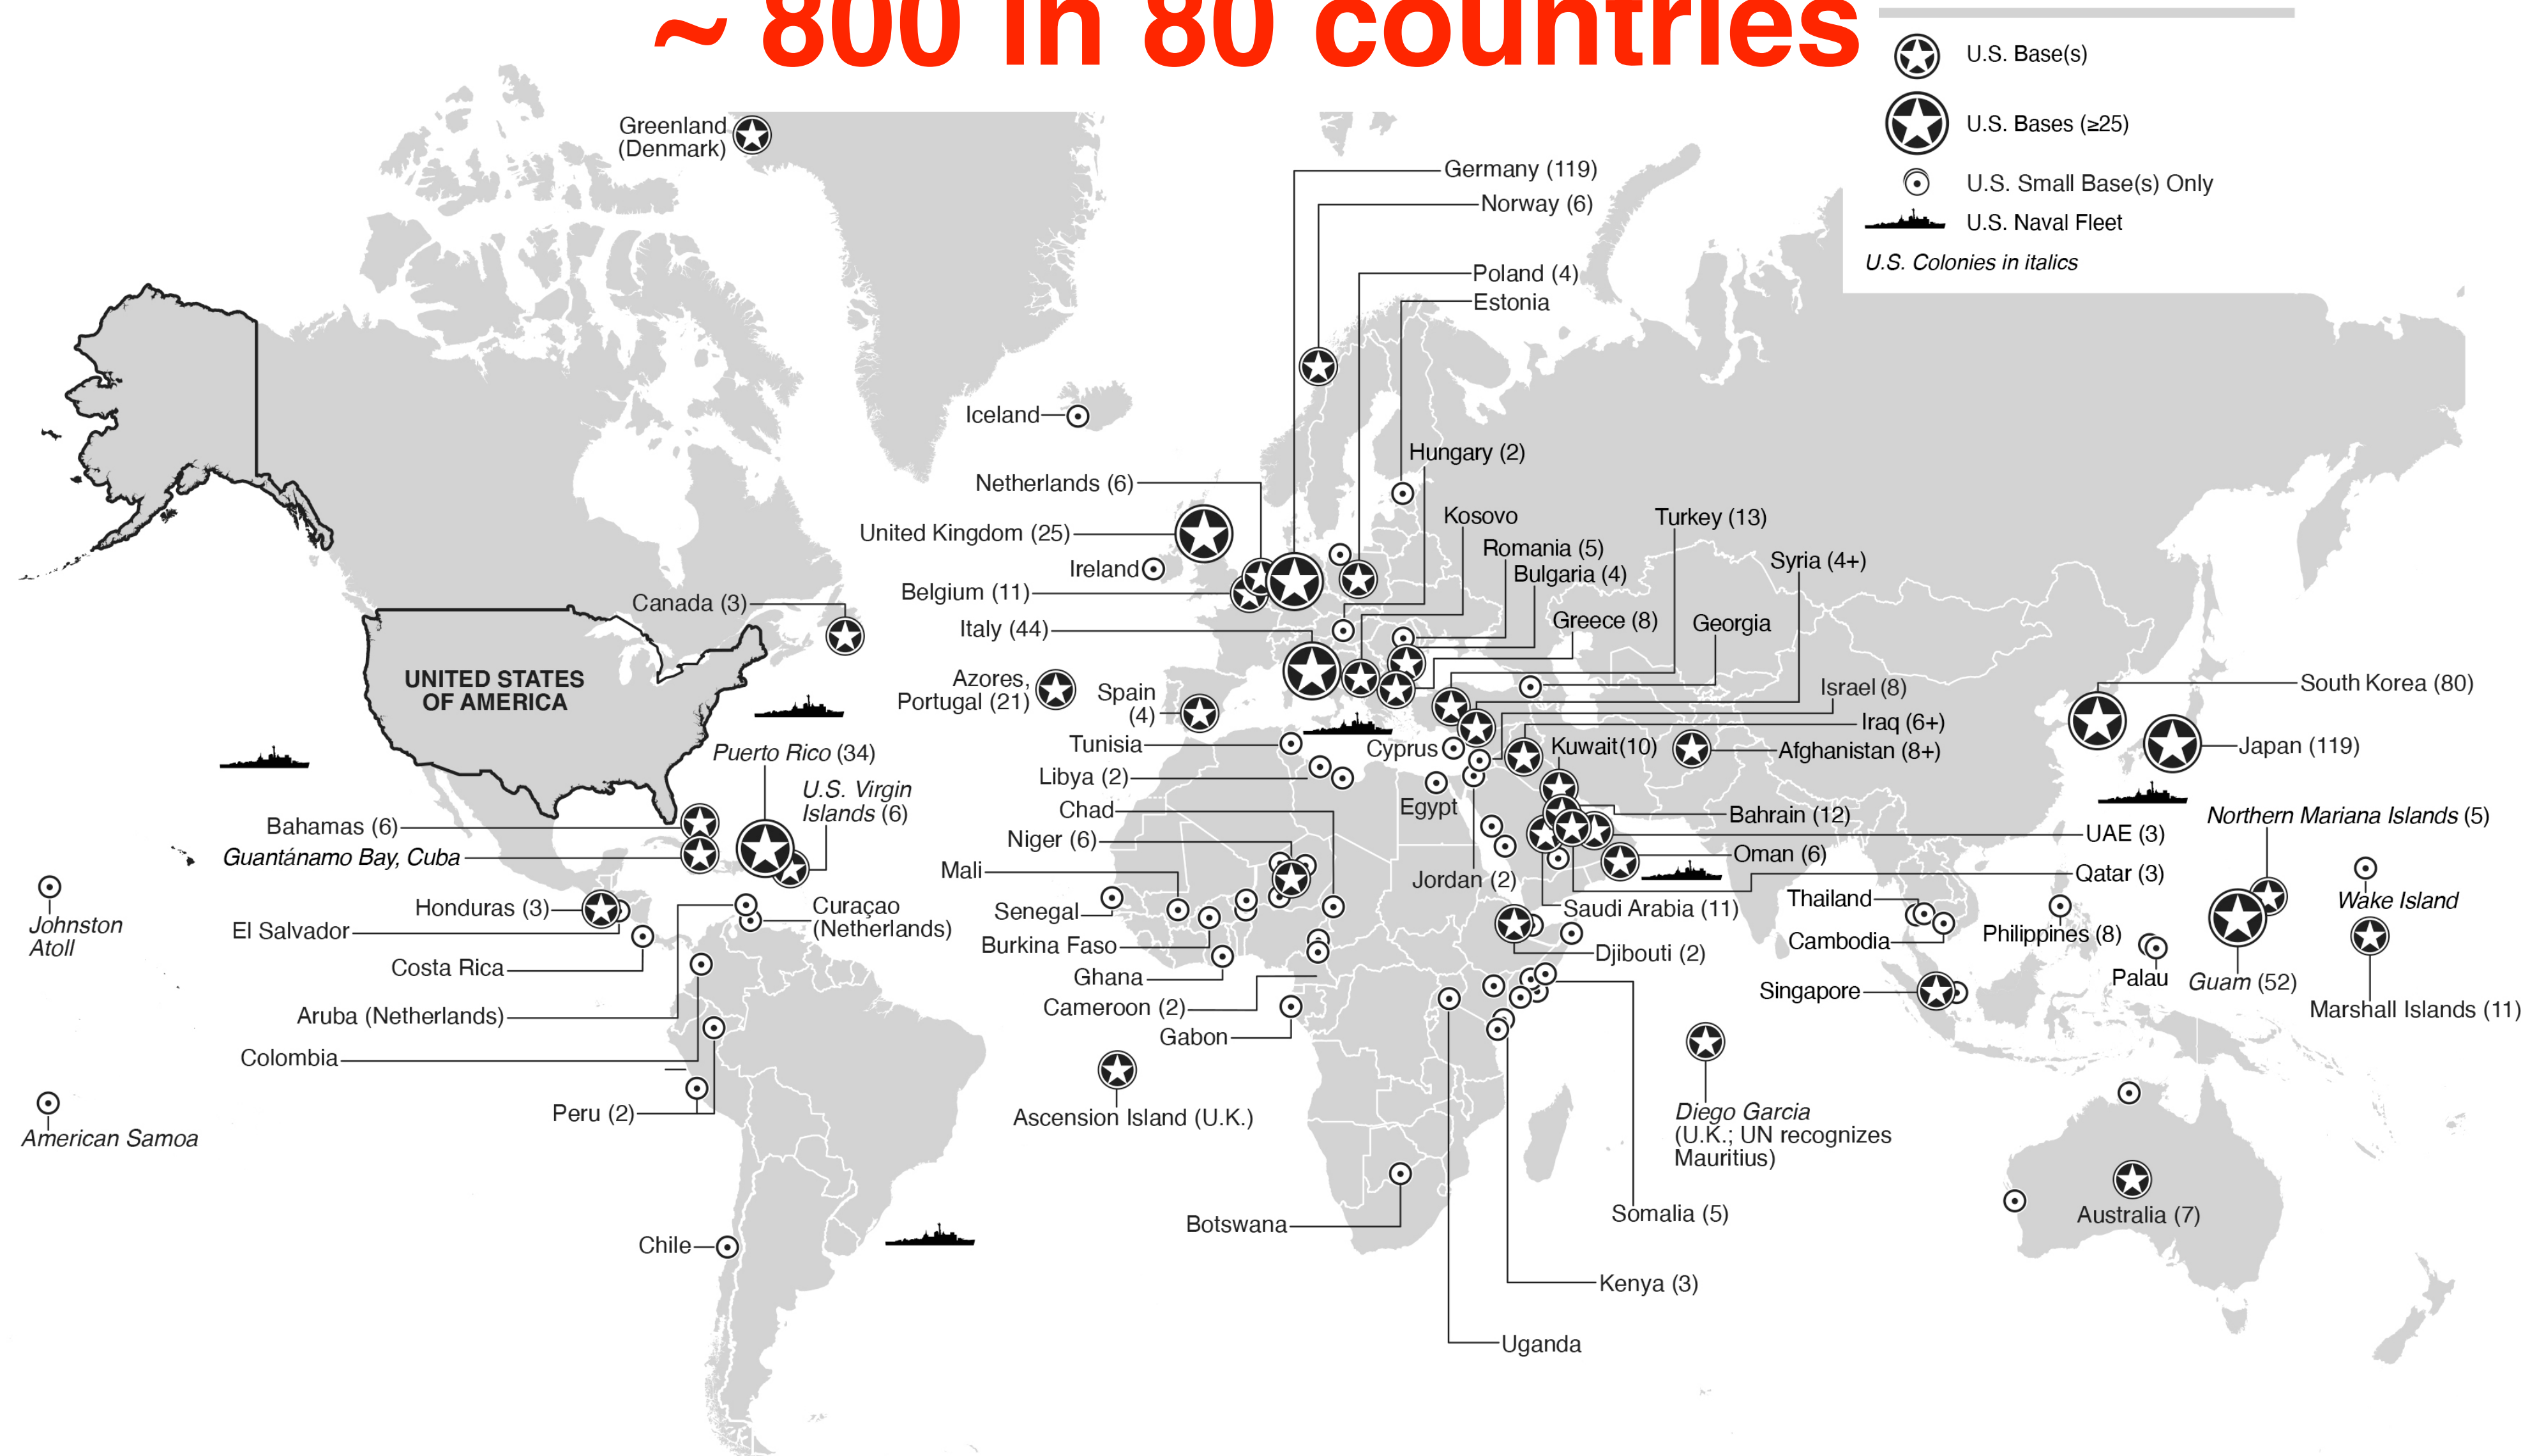 ~ 800 in 80 countries
U.S. Base(s)
U.S. Bases (≥25)
U.S. Small Base(s) Only
U.S. Naval Fleet
U.S. Colonies in italics
Greenland
(Denmark)
Germany (119)
Norway (6)
Poland (4)
Estonia
Iceland
Hungary (2)
Netherlands (6)
United Kingdom (25)
Ireland
Belgium (11)
Italy (44)
Kosovo
Romania (5)
Bulgaria (4)
Greece (8)
Turkey (13)
Georgia
Syria (4+)
Israel (8)
Iraq (6+)
Afghanistan (8+)
Kuwait(10)
Canada (3)
UNITED STATES
OF AMERICA
Azores,
Portugal (21)
Spain
(4)
Tunisia
Cyprus
Libya (2)
Egypt
Chad
Niger (6)
Mali
Senegal
Burkina Faso
Ghana
Cameroon (2)
Gabon
Jordan (2)
Bahrain (12)
UAE (3)
Oman (6)
Qatar (3)
Saudi Arabia (11)
Djibouti (2)
South Korea (80)
Japan (119)
Northern Mariana Islands (5)
Wake Island
Thailand
Cambodia
Philippines (8)
Palau
Guam (52)
Marshall Islands (11)
Singapore
Puerto Rico (34)
U.S. Virgin
Islands (6)
Bahamas (6)
Guantánamo Bay, Cuba
Johnston
Atoll
Honduras (3)
El Salvador
Costa Rica
Curaçao
(Netherlands)
Aruba (Netherlands)
Colombia
Peru (2)
American Samoa
Chile
Ascension Island (U.K.)
Botswana
Diego Garcia
(U.K.; UN recognizes
Mauritius)
Somalia (5)
Kenya (3)
Uganda
Australia (7)